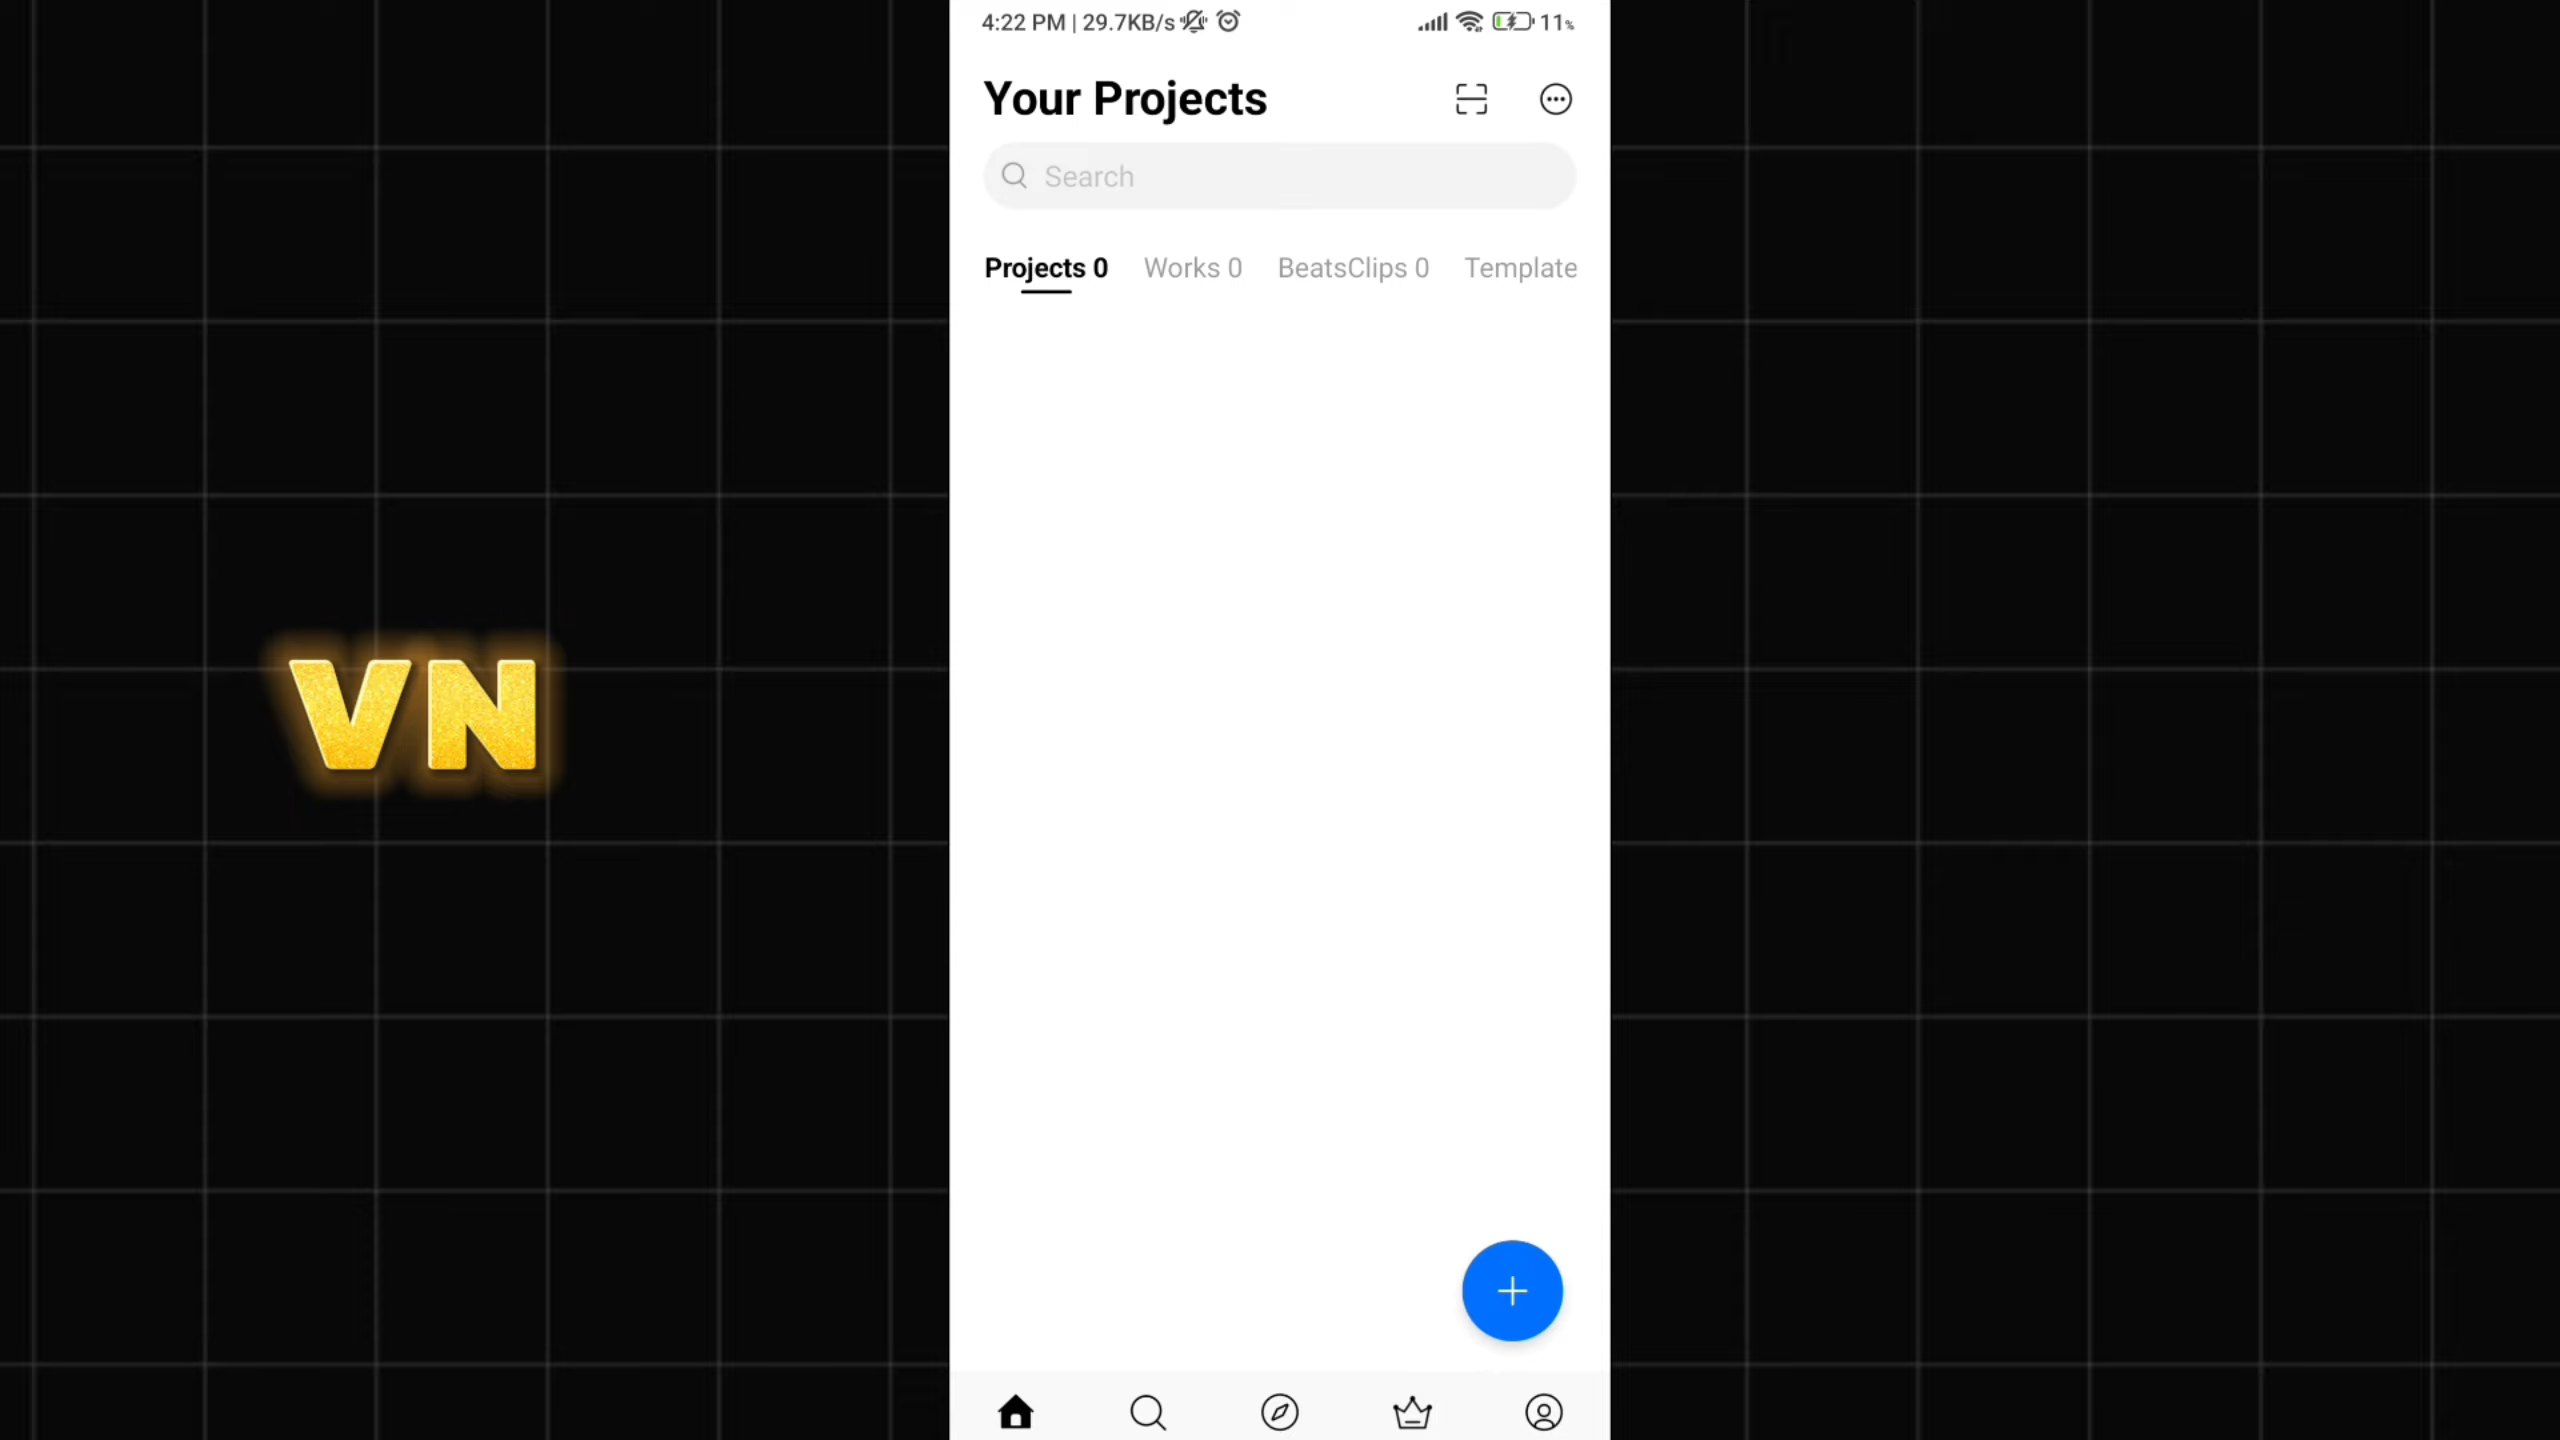 4:22 PM | 29.7KB/s 11%
Your Projects
Search
Projects 0 Works 0 BeatsClips 0 Template
VN